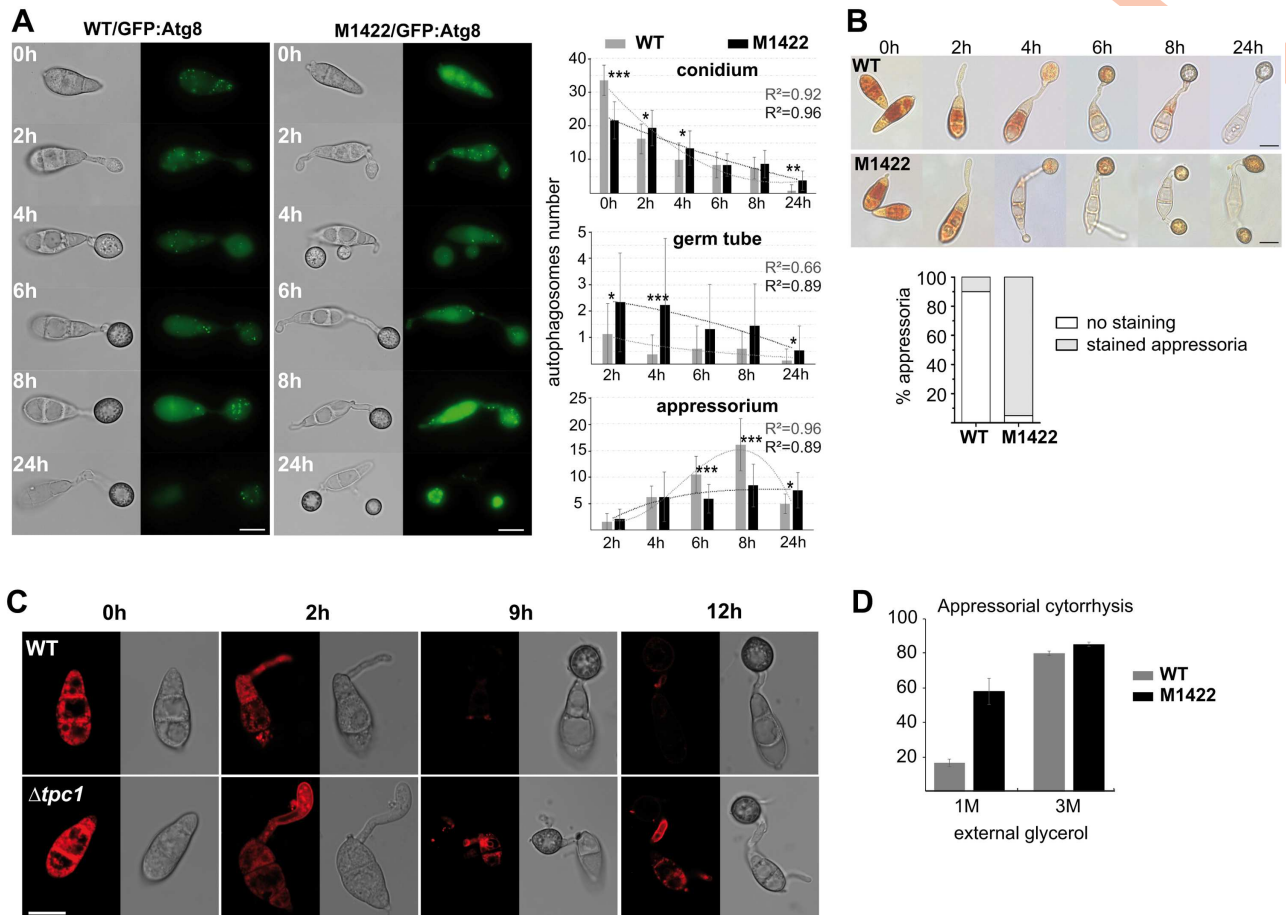 A
WT/GFP:Atg8
M1422/GFP:Atg8
0h
2h
4h
6h
8h
24h
0h
2h
4h
6h
8h
24h
WT M1422
autophagosomes number
conidium
R²=0.92
R²=0.96
40
30
20
10
*** * * **
0h 2h 4h 6h 8h 24h
germ tube
R²=0.66
R²=0.89
5
4
3
2
1
* *** *
2h 4h 6h 8h 24h
appressorium
R²=0.96
R²=0.89
25
20
15
10
5
*** *** *
2h 4h 6h 8h 24h
B
0h 2h 4h 6h 8h 24h
WT
M1422
% appressoria
100
80
60
40
20
WT M1422
no staining
stained appressoria
C
0h 2h 9h 12h
WT
Δtpc1
D
Appressorial cytorrhysis
100
80
60
40
20
1M 3M
external glycerol
WT
M1422